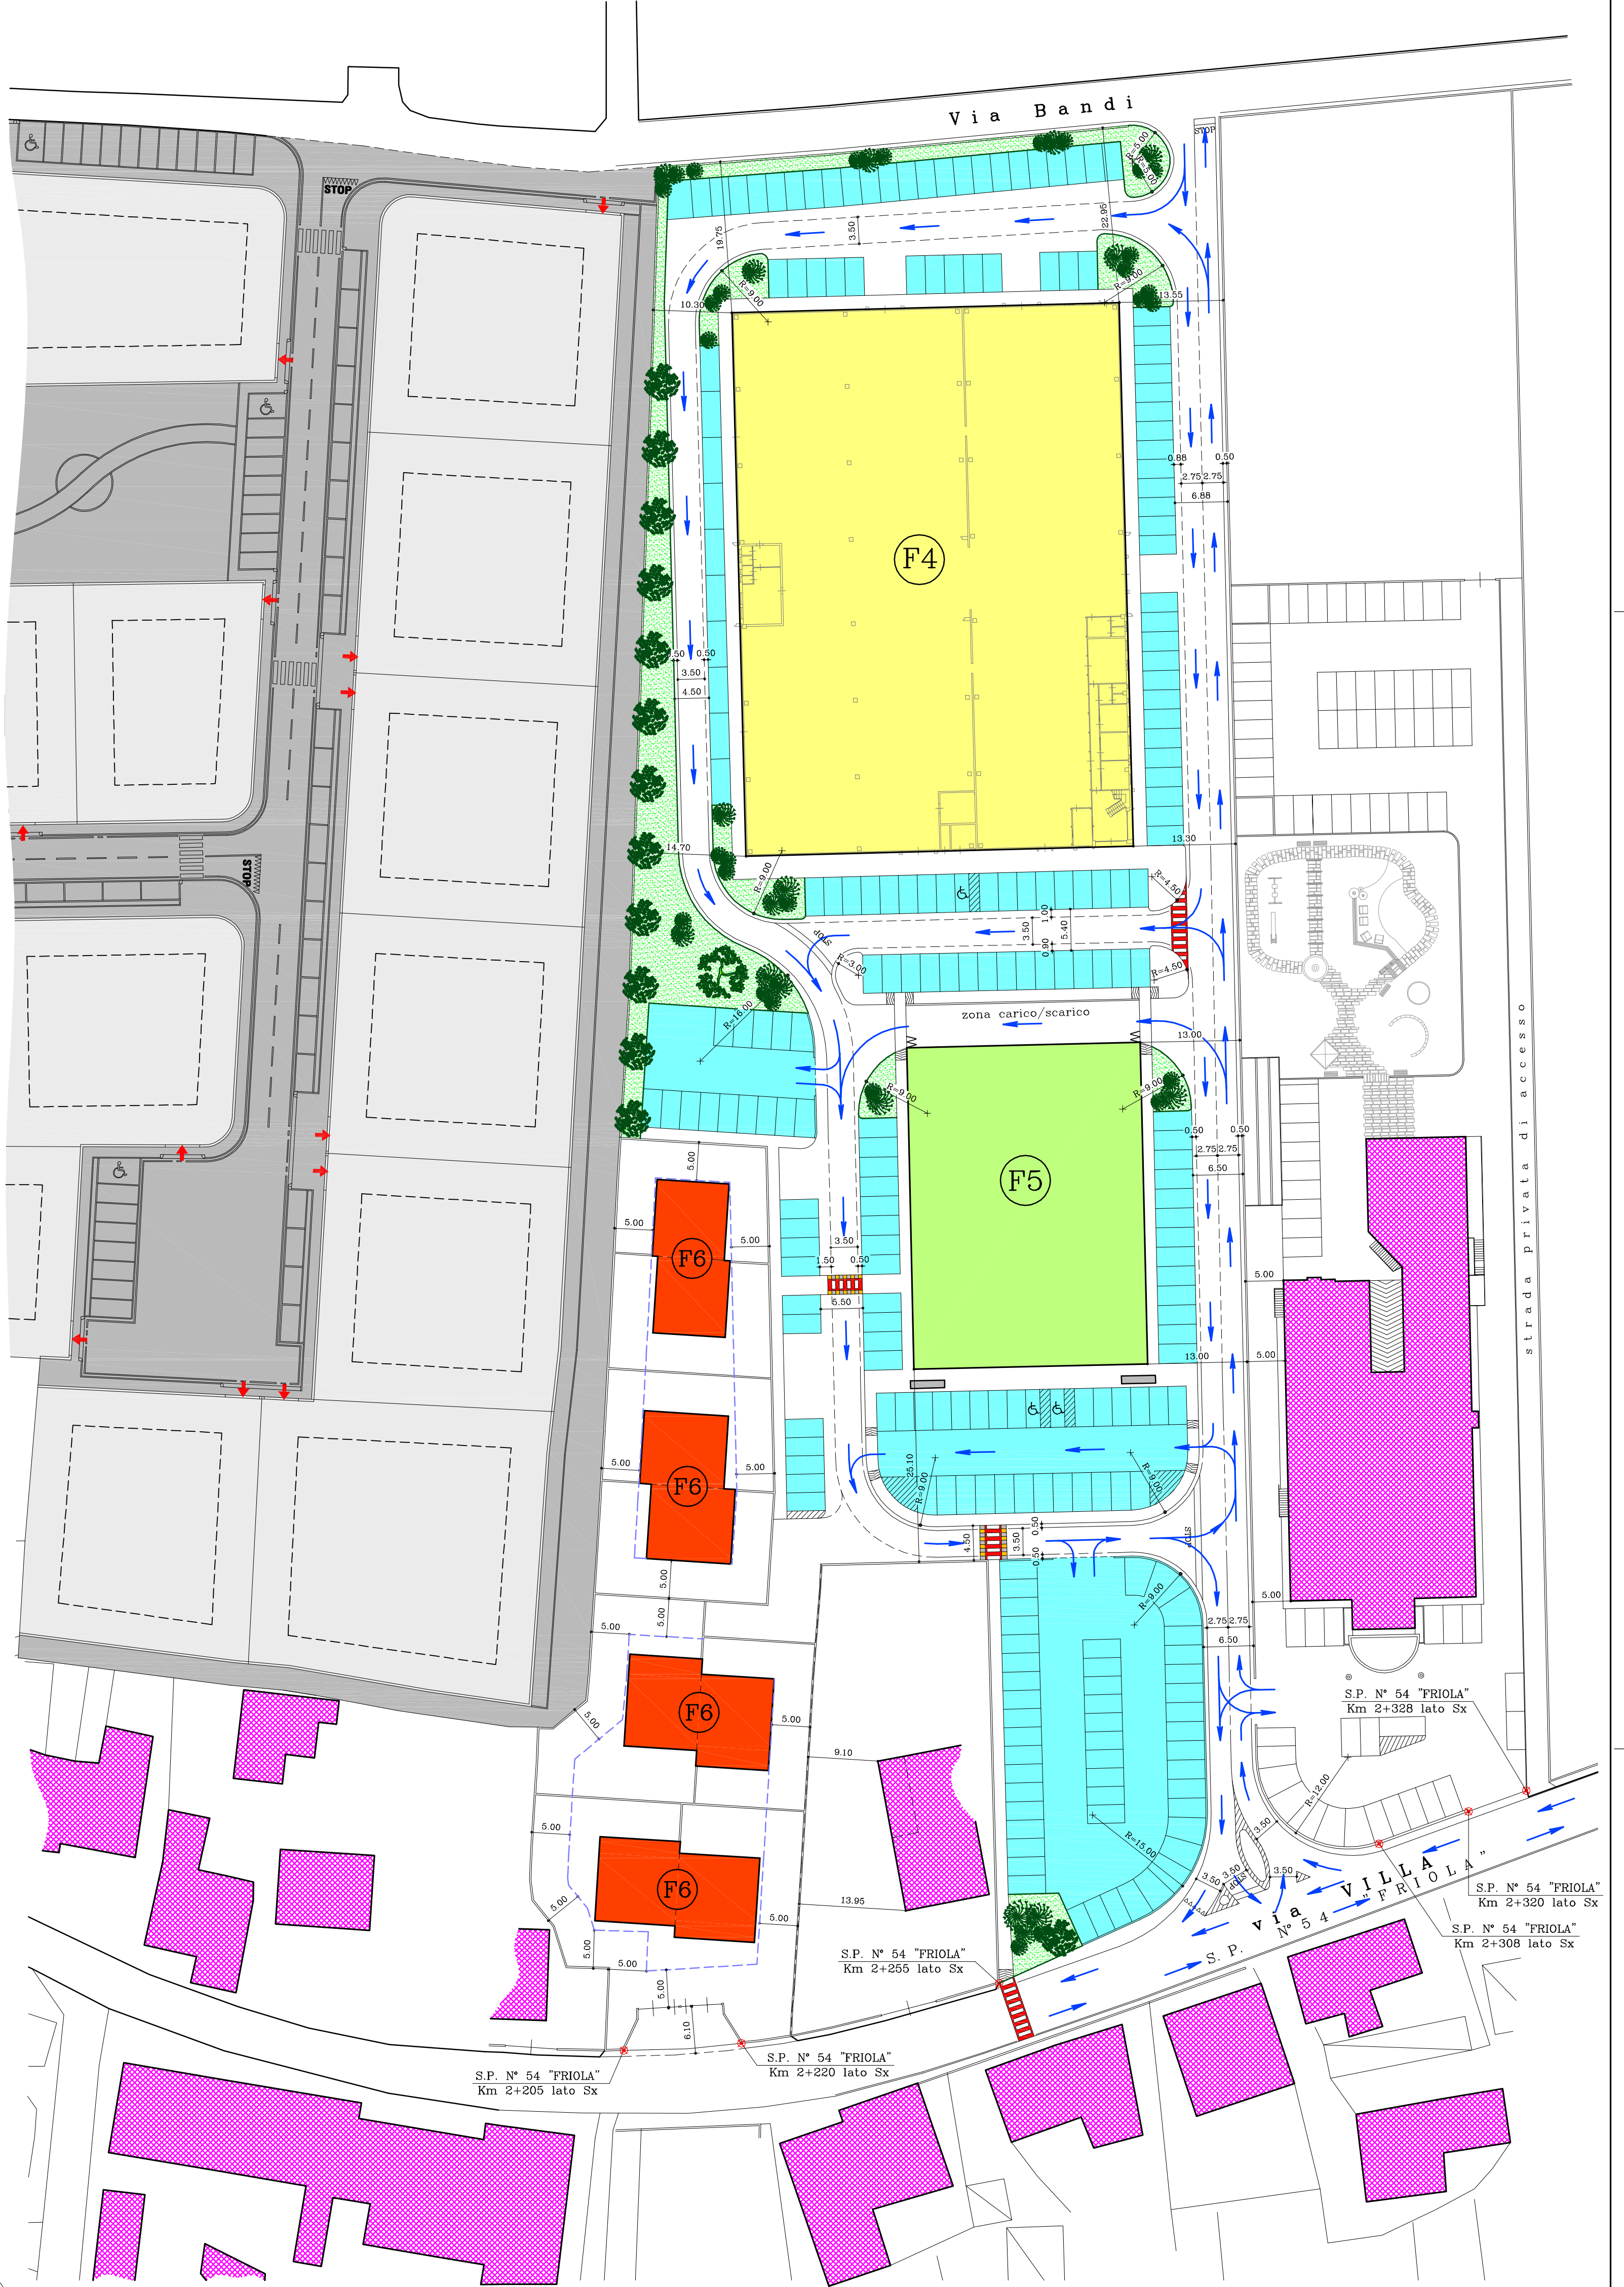 Via Bandi
STOP
STOP
R=5.00
R=5.00
22.95
19.75
3.50
R=9.00
R=9.00
10.30
13.55
0.88
0.50
2.75
2.75
6.88
F4
.50
0.50
3.50
4.50
14.70
13.30
STOP
R=9.00
R=4.50
1.00
3.50
5.40
0.90
STOP
R=3.00
R=4.50
zona carico/scarico
13.00
R=16.00
R=9.00
R=9.00
0.50
0.50
2.75
2.75
6.50
F5
strada privata di accesso
5.00
5.00
5.00
F6
3.50
1.50
0.50
5.50
5.00
13.00
5.00
5.00
5.00
F6
25.10
R=9.00
R=9.00
4.50
3.50
0.50
0.50
STOP
5.00
5.00
5.00
R=9.00
5.00
2.75
2.75
6.50
F6
5.00
5.00
9.10
S.P. N° 54 "FRIOLA"
Km 2+328 lato Sx
R=12.00
R=15.00
3.50
3.50
3.50
3.50
STOP
5.00
F6
5.00
5.00
13.95
via VILLA
S.P. N° 54 "FRIOLA"
S.P. N° 54 "FRIOLA"
Km 2+320 lato Sx
S.P. N° 54 "FRIOLA"
Km 2+308 lato Sx
S.P. N° 54 "FRIOLA"
Km 2+255 lato Sx
5.00
5.00
5.00
6.10
S.P. N° 54 "FRIOLA"
Km 2+220 lato Sx
S.P. N° 54 "FRIOLA"
Km 2+205 lato Sx